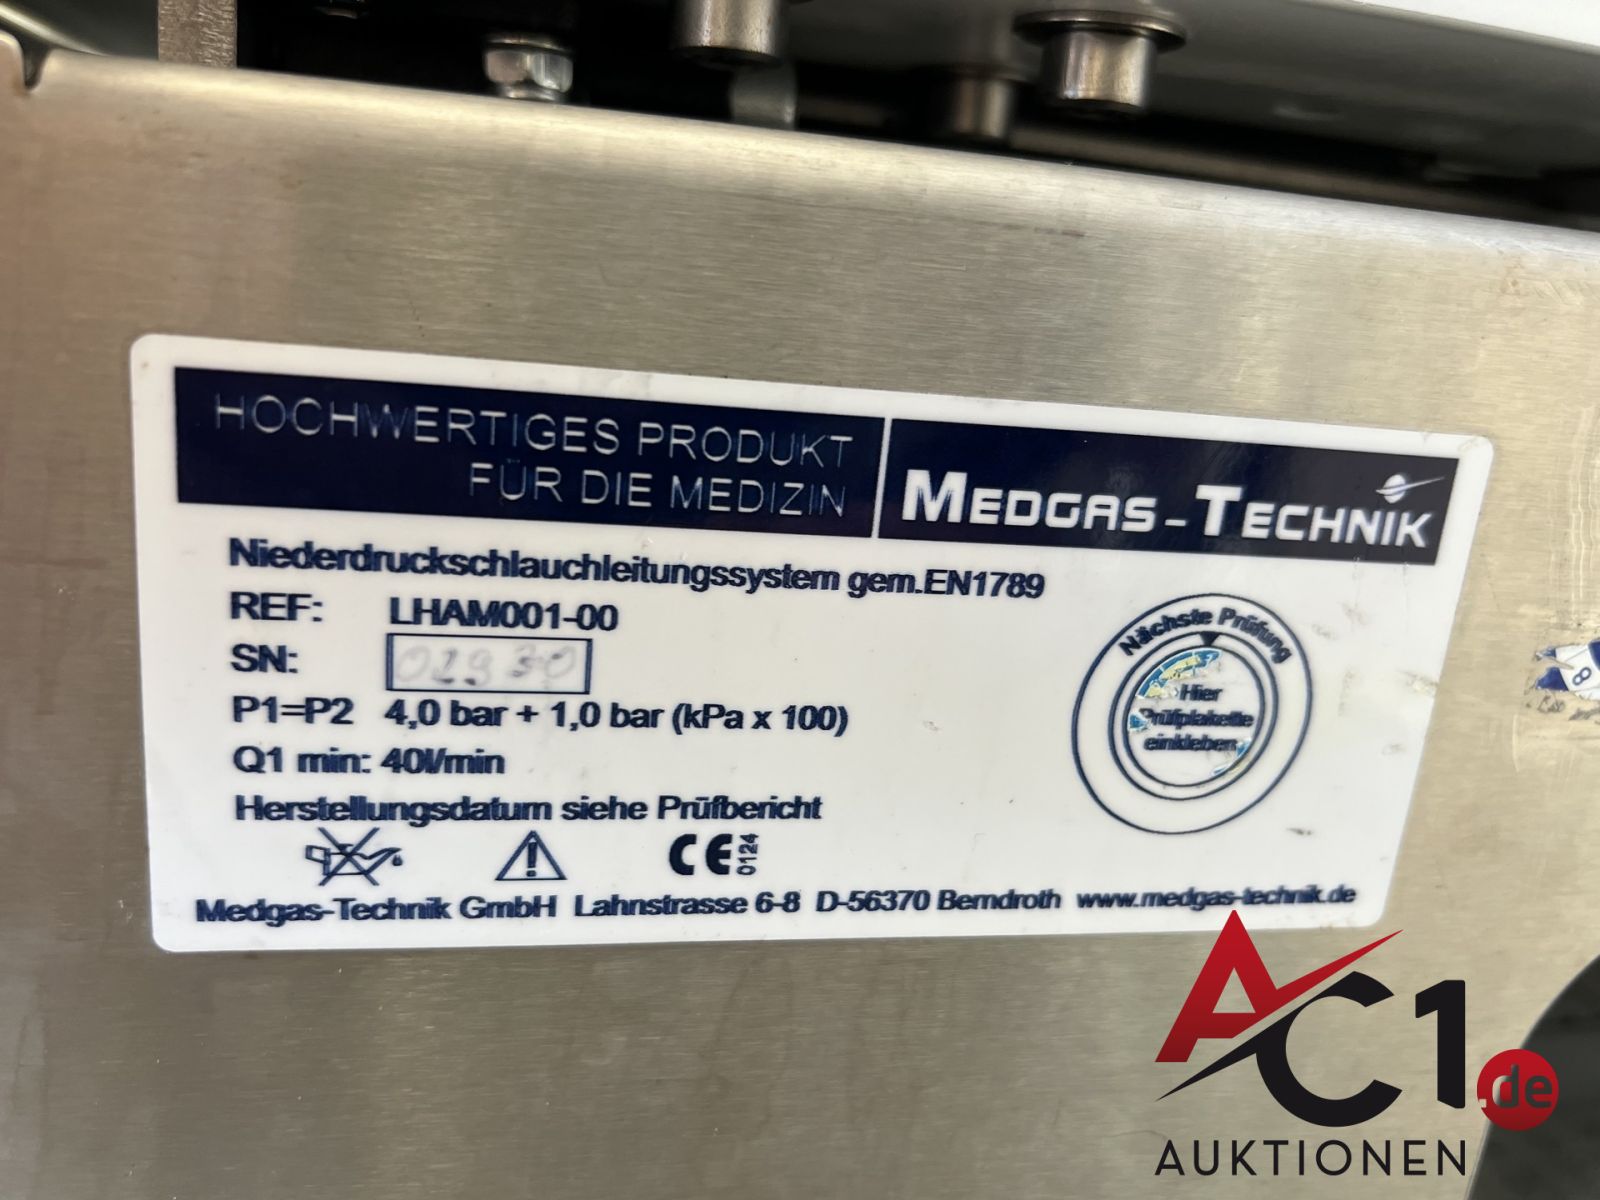 HOCHWERTIGES PRODUKT
FÜR DIE MEDIZIN
MEDGAS-TECHNIK
Niederdruckschlauchleitungssystem gem.EN1789
REF: LHAM001-00
SN:
P1=P2 4,0 bar + 1,0 bar (kPa x 100)
Q1 min: 40l/min
Herstellungsdatum siehe Prüfbericht
Nächste Prüfung
Hier
Prüfplakette
einkleben
CE 0124
Medgas-Technik GmbH Lahnstrasse 6-8 D-56370 Berndroth www.medgas-technik.de
8
AC1.de
AUKTIONEN